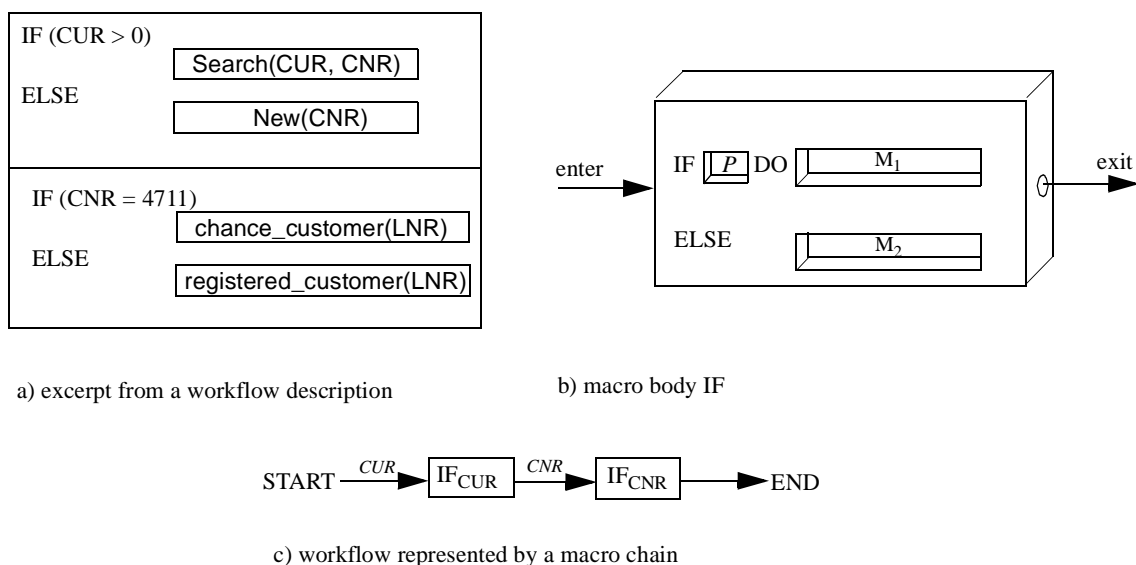 IF (CUR > 0)
Search(CUR, CNR)
ELSE
New(CNR)
IF (CNR = 4711)
chance_customer(LNR)
ELSE
registered_customer(LNR)
a) excerpt from a workflow description
enter
IF P DO M1
ELSE M2
exit
b) macro body IF
START CUR IFCUR CNR IFCNR END
c) workflow represented by a macro chain